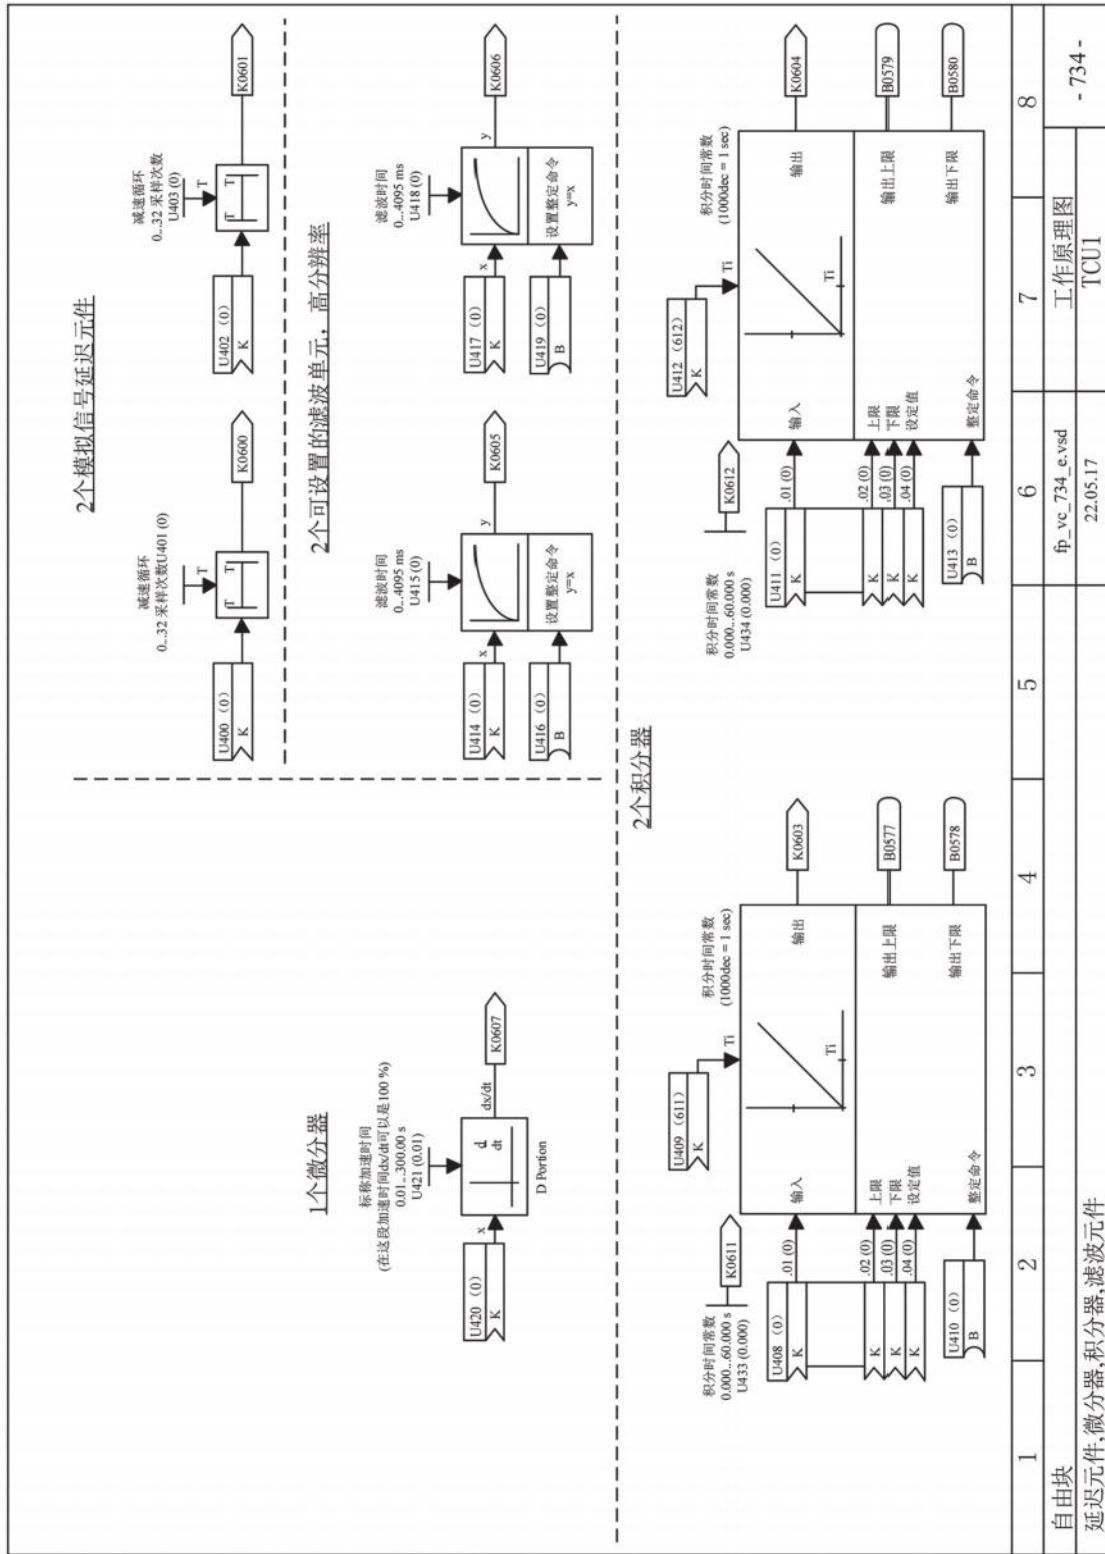 2个模拟信号延迟元件
减速循环
0...32 采样次数U401 (0)
T
U400 (0)
K
T T
K0600
减速循环
0...32 采样次数
U403 (0)
T
U402 (0)
K
T T
K0601
1个微分器
标称加速时间
(在这段加速时间dx/dt可以是100 %)
0.01...300.00 s
U421 (0.01)
U420 (0)
K
x
d
dt
dx/dt
K0607
D Portion
2个可设置的滤波单元，高分辨率
滤波时间
0...4095 ms
U415 (0)
U414 (0)
K
x
y
K0605
U416 (0)
B
设置整定命令
y=x
滤波时间
0...4095 ms
U418 (0)
U417 (0)
K
x
y
K0606
U419 (0)
B
设置整定命令
y=x
2个积分器
积分时间常数
0.000...60.000 s
U433 (0.000)
K0611
U409 (611)
K
Ti
积分时间常数
(1000dec = 1 sec)
U408 (0)
K
.01 (0)
输入
Ti
输出
K0603
K
.02 (0)
上限
K
.03 (0)
下限
K
.04 (0)
设定值
输出上限
B0577
U410 (0)
B
整定命令
输出下限
B0578
积分时间常数
0.000...60.000 s
U434 (0.000)
K0612
U412 (612)
K
Ti
积分时间常数
(1000dec = 1 sec)
U411 (0)
K
.01 (0)
输入
Ti
输出
K0604
K
.02 (0)
上限
K
.03 (0)
下限
K
.04 (0)
设定值
输出上限
B0579
U413 (0)
B
整定命令
输出下限
B0580
1 2 3 4 5 6 7 8
自由块
fp_vc_734_e.vsd
工作原理图
- 734 -
延迟元件,微分器,积分器,滤波元件
22.05.17
TCU1